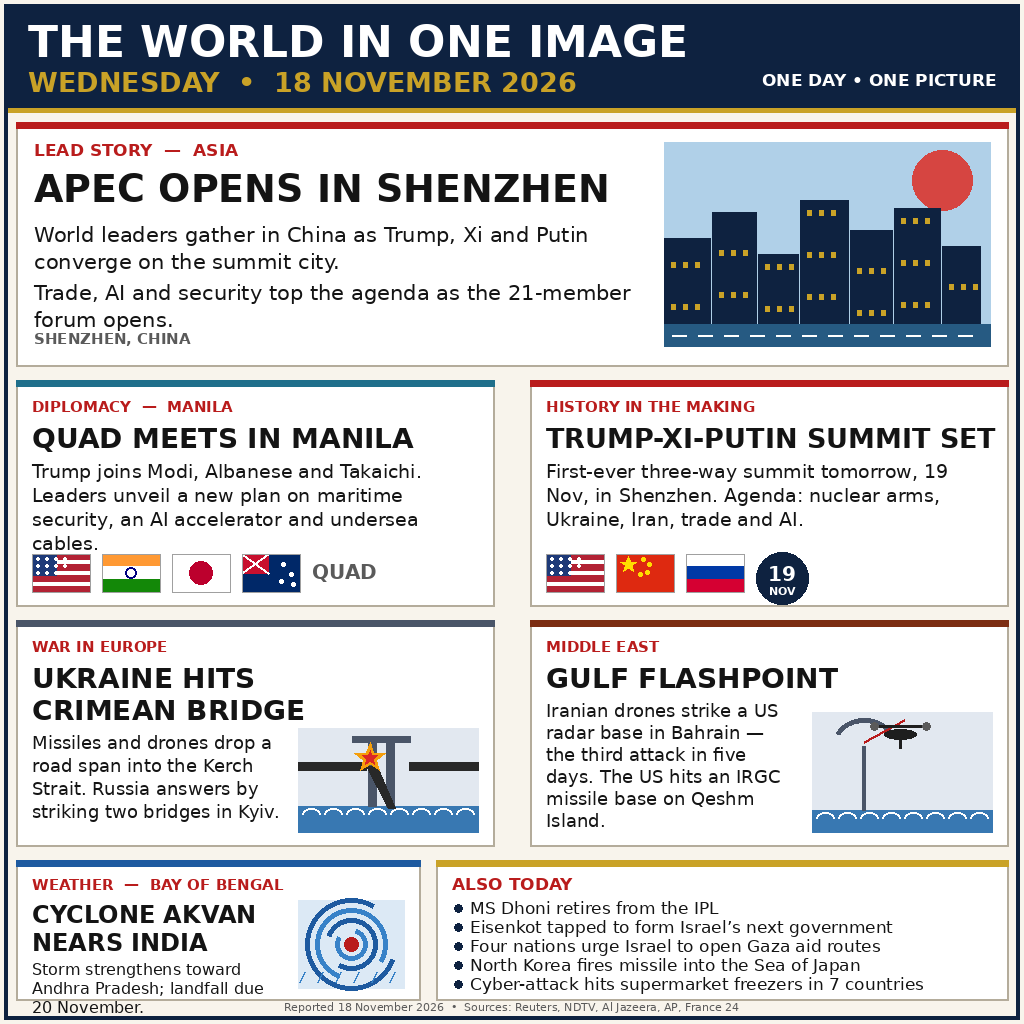 THE WORLD IN ONE IMAGE
WEDNESDAY • 18 NOVEMBER 2026
ONE DAY • ONE PICTURE
LEAD STORY — ASIA
APEC OPENS IN SHENZHEN
World leaders gather in China as Trump, Xi and Putin
converge on the summit city.
Trade, AI and security top the agenda as the 21-member
forum opens.
SHENZHEN, CHINA
DIPLOMACY — MANILA
QUAD MEETS IN MANILA
Trump joins Modi, Albanese and Takaichi.
Leaders unveil a new plan on maritime
security, an AI accelerator and undersea
cables.
QUAD
HISTORY IN THE MAKING
TRUMP-XI-PUTIN SUMMIT SET
First-ever three-way summit tomorrow, 19
Nov, in Shenzhen. Agenda: nuclear arms,
Ukraine, Iran, trade and AI.
19
NOV
WAR IN EUROPE
UKRAINE HITS
CRIMEAN BRIDGE
Missiles and drones drop a
road span into the Kerch
Strait. Russia answers by
striking two bridges in Kyiv.
MIDDLE EAST
GULF FLASHPOINT
Iranian drones strike a US
radar base in Bahrain —
the third attack in five
days. The US hits an IRGC
missile base on Qeshm
Island.
WEATHER — BAY OF BENGAL
CYCLONE AKVAN
NEARS INDIA
Storm strengthens toward
Andhra Pradesh; landfall due
20 November.
ALSO TODAY
• MS Dhoni retires from the IPL
• Eisenkot tapped to form Israel’s next government
• Four nations urge Israel to open Gaza aid routes
• North Korea fires missile into the Sea of Japan
• Cyber-attack hits supermarket freezers in 7 countries
Reported 18 November 2026 • Sources: Reuters, NDTV, Al Jazeera, AP, France 24